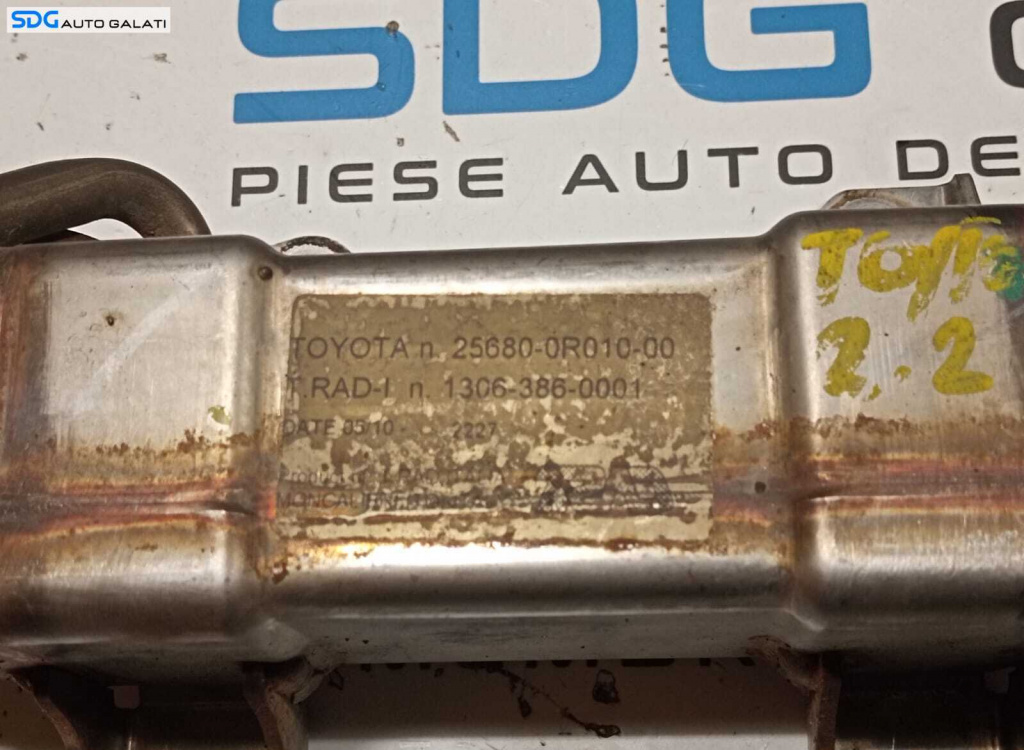 SDG AUTO GALATI
SDG
PIESE AUTO DE
TOYOTA n. 25680-0R010-00
T.RAD-I n. 1306-386-0001
DATE 05/10 2227
2.2